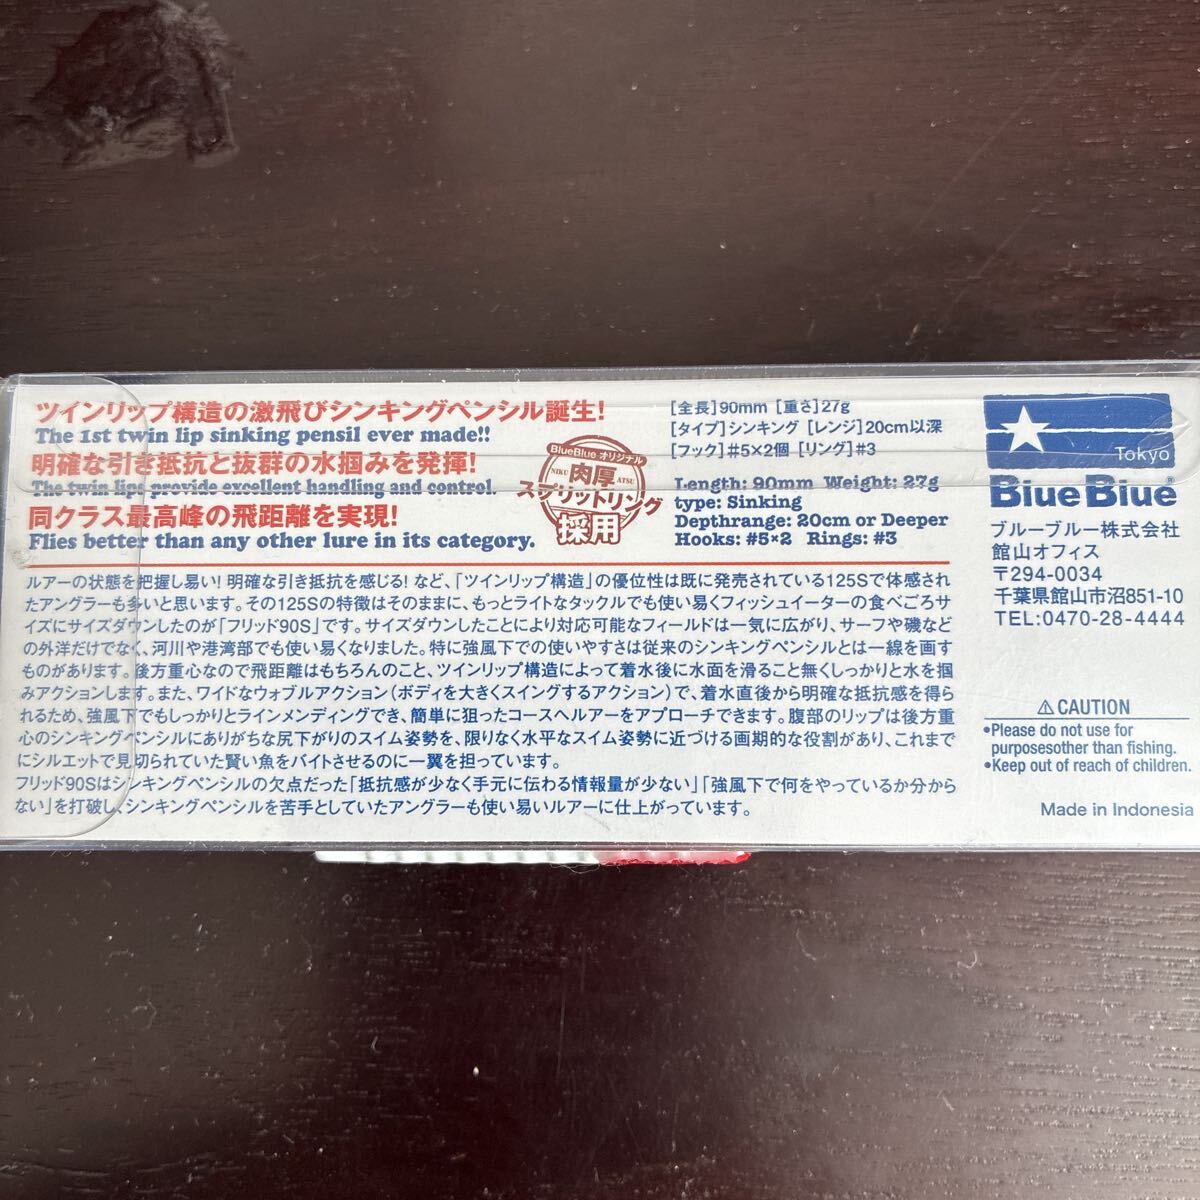 ツインリップ構造の激飛びシンキングペンシル誕生!
The 1st twin lip sinking pensil ever made!!
明確な引き抵抗と抜群の水掴みを発揮!
The twin lips provide excellent handling and control.
同クラス最高峰の飛距離を実現!
Flies better than any other lure in its category.
BlueBlue オリジナル
NIKU 肉厚 ATSU
スプリットリング
採用
[全長]90mm [重さ]27g
[タイプ]シンキング [レンジ]20cm以深
[フック]#5×2個 [リング]#3
Length: 90mm Weight: 27g
type: Sinking
Depthrange: 20cm or Deeper
Hooks: #5×2 Rings: #3
ルアーの状態を把握し易い! 明確な引き抵抗を感じる! など、「ツインリップ構造」の優位性は既に発売されている125Sで体感され
たアングラーも多いと思います。その125Sの特徴はそのままに、もっとライトなタックルでも使い易くフィッシュイーターの食べごろサ
イズにサイズダウンしたのが「フリッド90S」です。サイズダウンしたことにより対応可能なフィールドは一気に広がり、サーフや磯など
の外洋だけでなく、河川や港湾部でも使い易くなりました。特に強風下での使いやすさは従来のシンキングペンシルとは一線を画す
ものがあります。後方重心なので飛距離はもちろんのこと、ツインリップ構造によって着水後に水面を滑ること無くしっかりと水を掴
みアクションします。また、ワイドなウォブルアクション(ボディを大きくスイングするアクション)で、着水直後から明確な抵抗感を得ら
れるため、強風下でもしっかりとラインメンディングでき、簡単に狙ったコースへルアーをアプローチできます。腹部のリップは後方重
心のシンキングペンシルにありがちな尻下がりのスイム姿勢を、限りなく水平なスイム姿勢に近づける画期的な役割があり、これまで
にシルエットで見切られていた賢い魚をバイトさせるのに一翼を担っています。
フリッド90Sはシンキングペンシルの欠点だった「抵抗感が少なく手元に伝わる情報量が少ない」「強風下で何をやっているか分から
ない」を打破し、シンキングペンシルを苦手としていたアングラーも使い易いルアーに仕上がっています。
Tokyo
BlueBlue®
ブルーブルー株式会社
館山オフィス
〒294-0034
千葉県館山市沼851-10
TEL:0470-28-4444
⚠CAUTION
•Please do not use for
purposesother than fishing.
•Keep out of reach of children.
Made in Indonesia